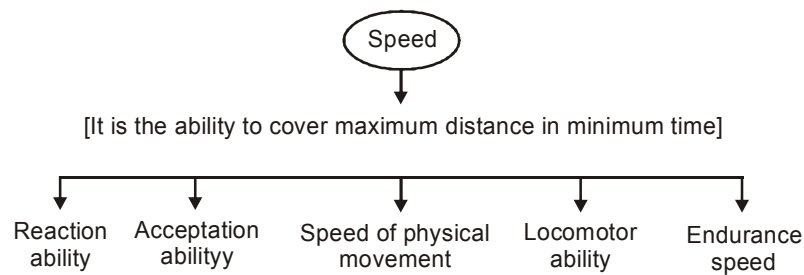 Speed
[It is the ability to cover maximum distance in minimum time]
Reaction
ability
Acceptation
abilityy
Speed of physical
movement
Locomotor
ability
Endurance
speed